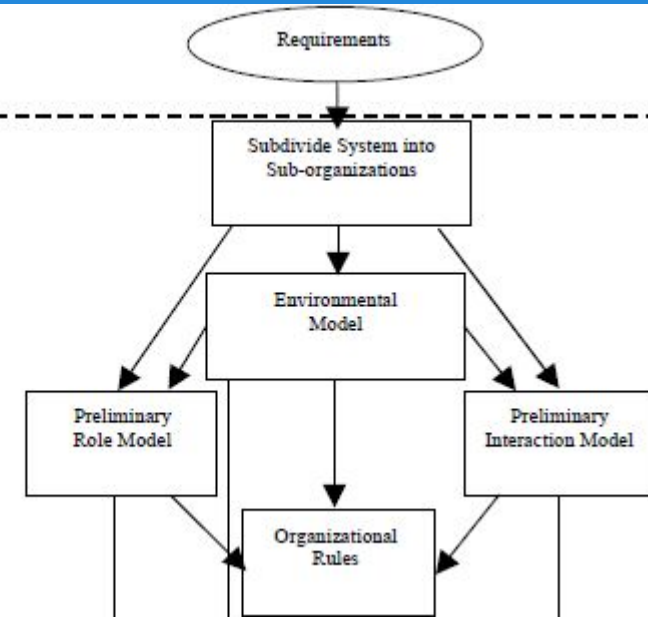 Requirements
Subdivide System into
Sub-organizations
Environmental
Model
Preliminary
Role Model
Preliminary
Interaction Model
Organizational
Rules